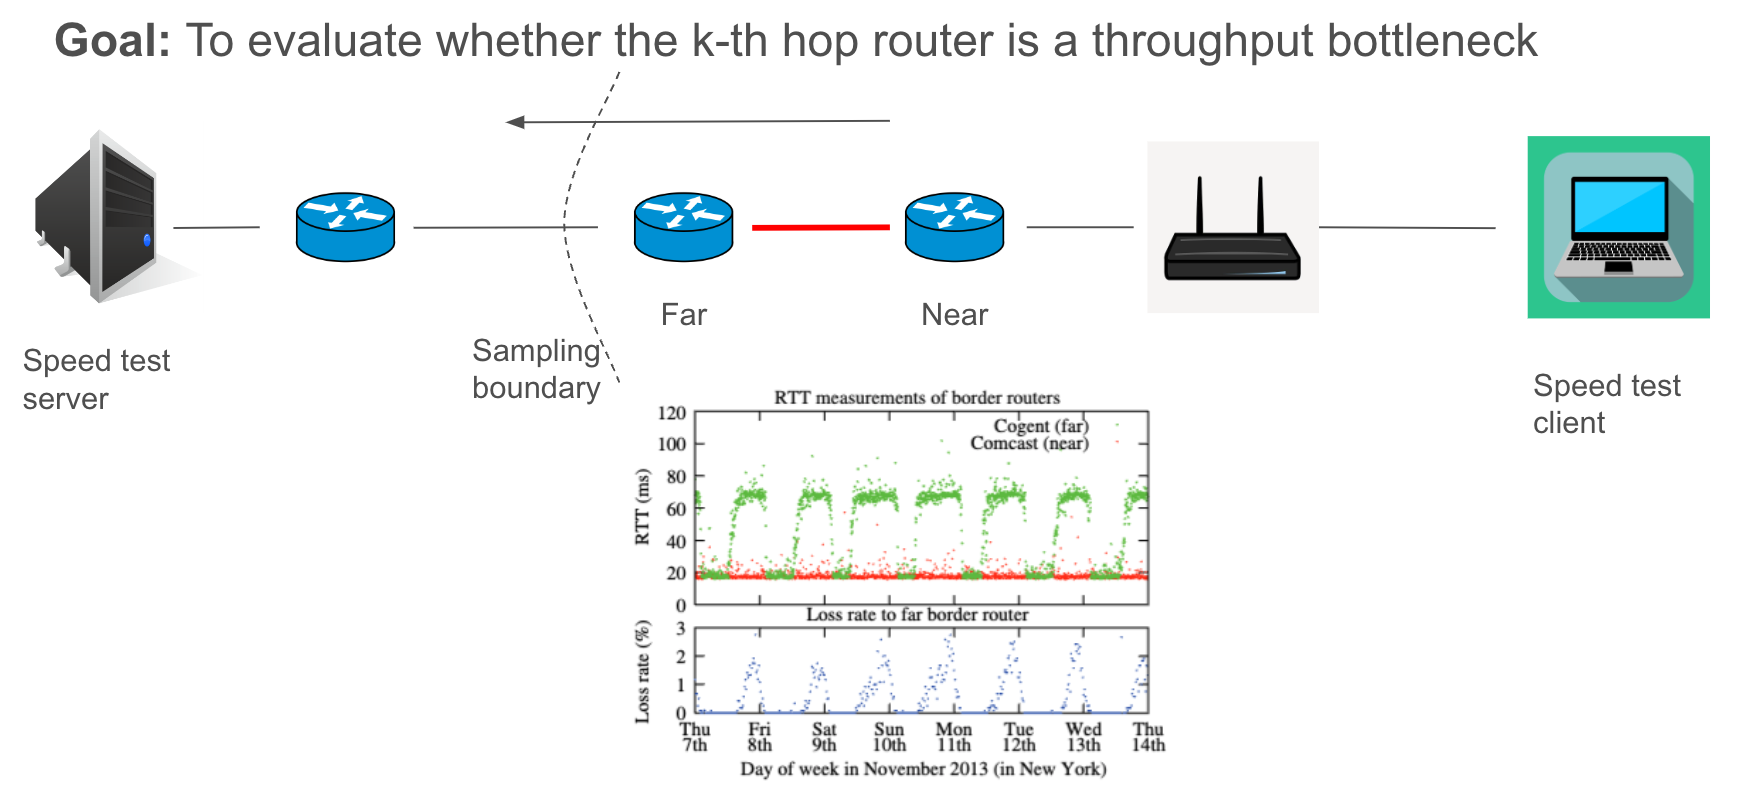 Goal: To evaluate whether the k-th hop router is a throughput bottleneck
Far
Near
Sampling
boundary
Speed test
server
Speed test
client
RTT measurements of border routers
Cogent (far)
Comcast (near)
RTT (ms)
120
100
80
60
40
20
0
Loss rate to far border router
Loss rate (%)
3
2
1
0
Thu Fri Sat Sun Mon Tue Wed Thu
7th 8th 9th 10th 11th 12th 13th 14th
Day of week in November 2013 (in New York)